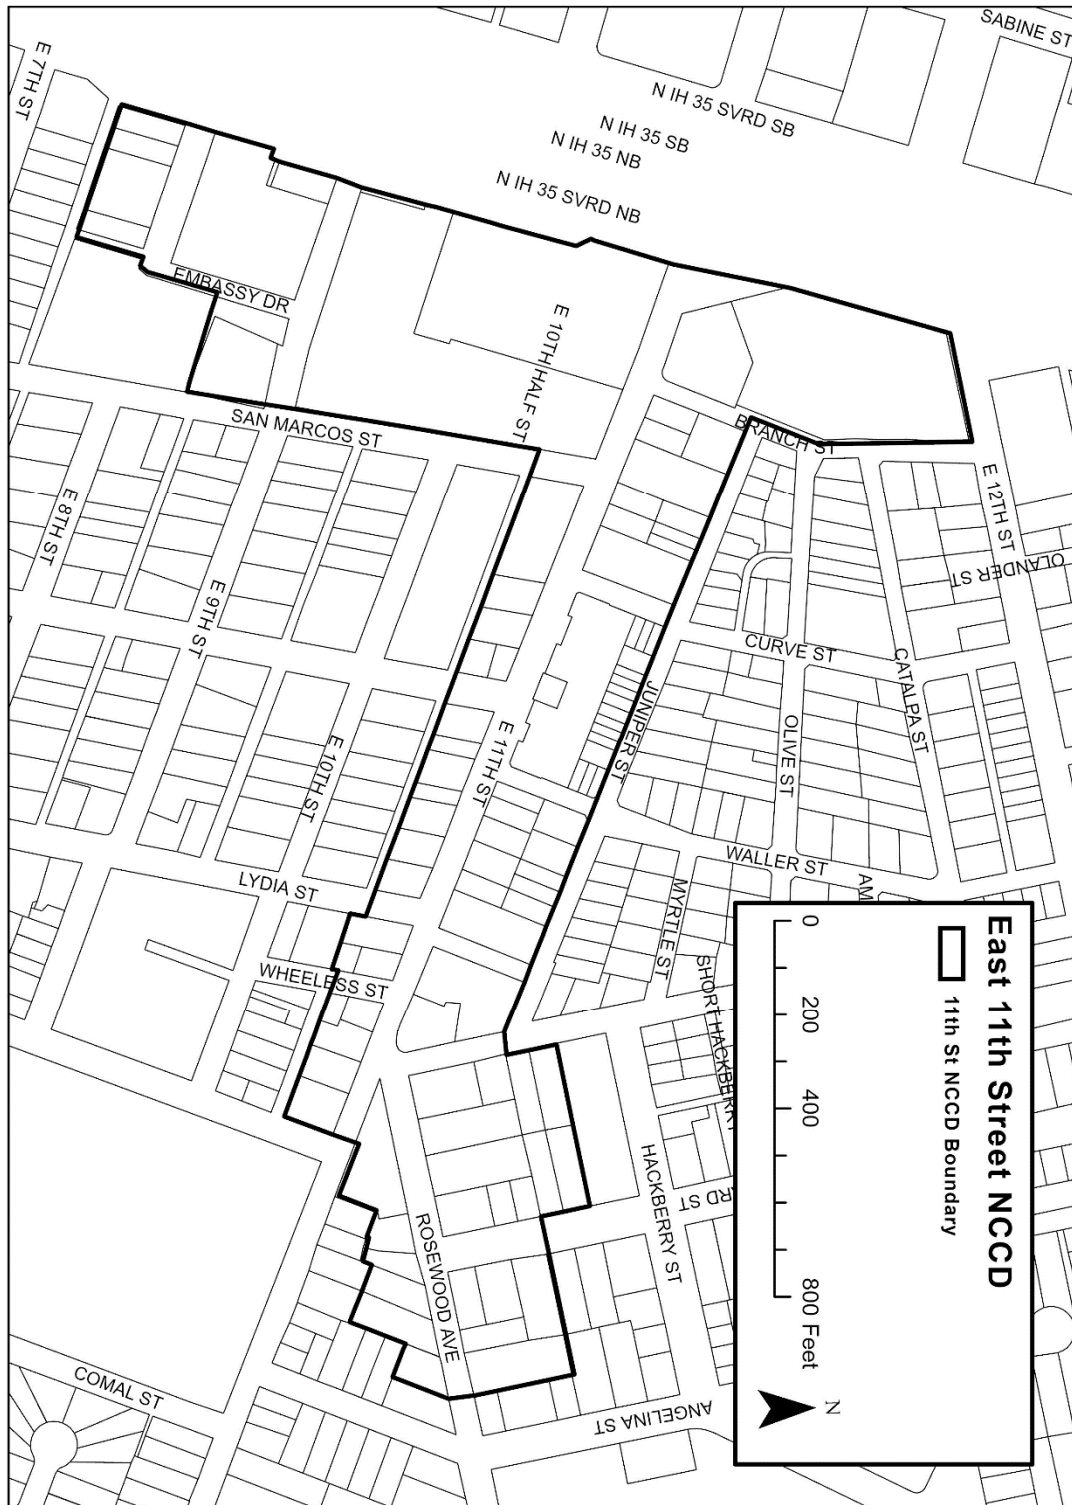 East 11th Street NCCD
11th St NCCD Boundary
0 200 400 800 Feet
N
SABINE ST
N IH 35 SVRD SB
N IH 35 SB
N IH 35 NB
N IH 35 SVRD NB
E 7TH ST
EMBASSY DR
E 10TH HALF ST
SAN MARCOS ST
BRANCH ST
E 12TH ST
OLANDER ST
E 8TH ST
E 9TH ST
CURVE ST
CATALPA ST
JUNIPER ST
OLIVE ST
E 10TH ST
E 11TH ST
WALLER ST
AM
LYDIA ST
MYRTLE ST
WHEELESS ST
SHORT HACKBERRY
ARD ST
HACKBERRY ST
ROSEWOOD AVE
COMAL ST
ANGELINA ST